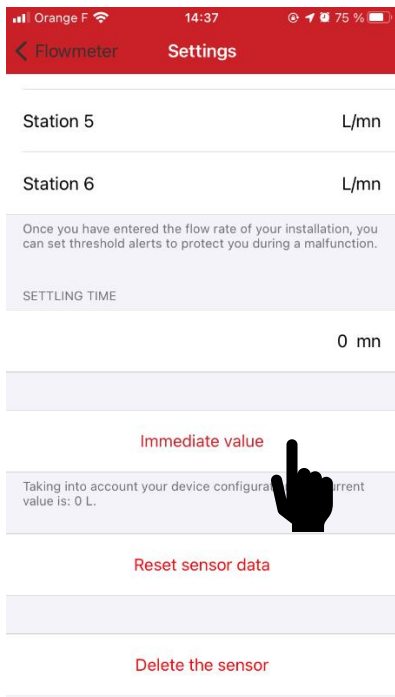 Orange F 14:37 75 %
Flowmeter Settings
Station 5 L/mn
Station 6 L/mn
Once you have entered the flow rate of your installation, you
can set threshold alerts to protect you during a malfunction.
SETTLING TIME
0 mn
Immediate value
Taking into account your device
value is: 0 L.
Reset sensor data
Delete the sensor